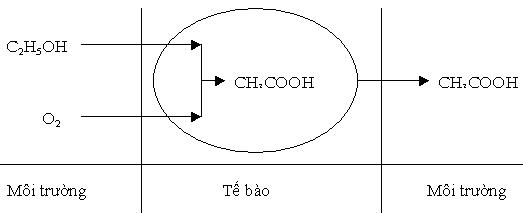 C2H5OH
CH3COOH
CH3COOH
O2
Môi trường
Tế bào
Môi trường